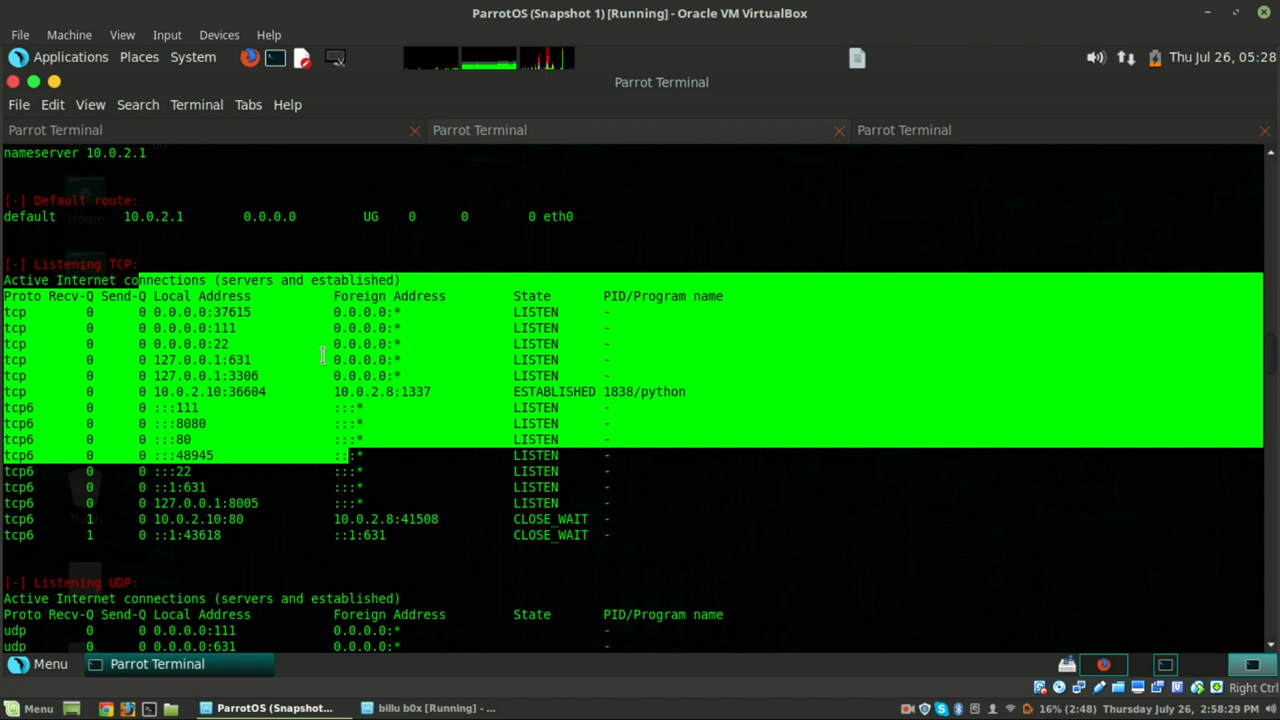 ParrotOS (Snapshot 1) [Running] - Oracle VM VirtualBox
File Machine View Input Devices Help
Applications Places System Thu Jul 26, 05:28
Parrot Terminal
File Edit View Search Terminal Tabs Help
Parrot Terminal Parrot Terminal Parrot Terminal
nameserver 10.0.2.1
[-] Default route:
Home
default 10.0.2.1 0.0.0.0 UG 0 0 0 eth0
[-] Listening TCP:
Active Internet connections (servers and established)
Proto Recv-Q Send-Q Local Address Foreign Address State PID/Program name
tcp 0 0 0.0.0.0:37615 0.0.0.0:* LISTEN -
tcp 0 0 0.0.0.0:111 0.0.0.0:* LISTEN -
tcp 0 0 0.0.0.0:22 0.0.0.0:* LISTEN -
tcp 0 0 127.0.0.1:631 0.0.0.0:* LISTEN -
tcp 0 0 127.0.0.1:3306 0.0.0.0:* LISTEN -
tcp 0 0 10.0.2.10:36604 10.0.2.8:1337 ESTABLISHED 1838/python
tcp6 0 0 :::111 :::* LISTEN -
tcp6 0 0 :::8080 :::* LISTEN -
tcp6 0 0 :::80 :::* LISTEN -
tcp6 0 0 :::48945 :::* LISTEN -
tcp6 0 0 :::22 :::* LISTEN -
tcp6 0 0 ::1:631 :::* LISTEN -
tcp6 0 0 127.0.0.1:8005 :::* LISTEN -
tcp6 1 0 10.0.2.10:80 10.0.2.8:41508 CLOSE_WAIT -
Trash
tcp6 1 0 ::1:43618 ::1:631 CLOSE_WAIT -
[-] Listening UDP:
Active Internet connections (servers and established)
Proto Recv-Q Send-Q Local Address Foreign Address State PID/Program name
udp 0 0 0.0.0.0:111 0.0.0.0:* -
udp 0 0 0.0.0.0:631 0.0.0.0:* -
Menu Parrot Terminal
Right Ctrl
Menu ParrotOS (Snapshot... billu b0x [Running] - ... 16% (2:48) Thursday July 26, 2:58:29 PM